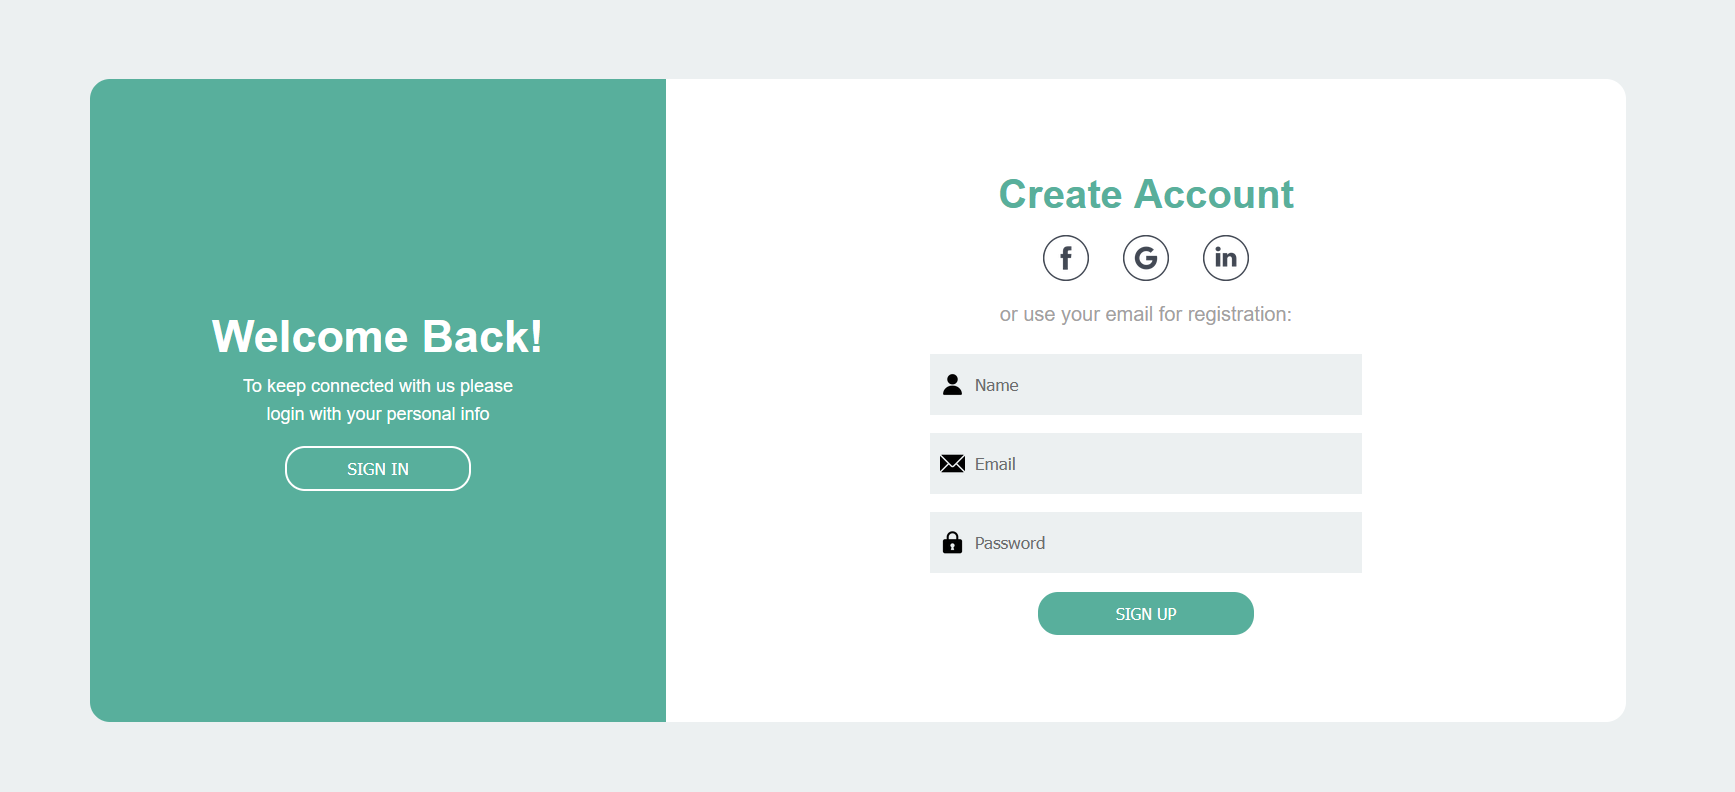 Welcome Back!
To keep connected with us please
login with your personal info
SIGN IN
Create Account
f G in
or use your email for registration:
Name
Email
Password
SIGN UP